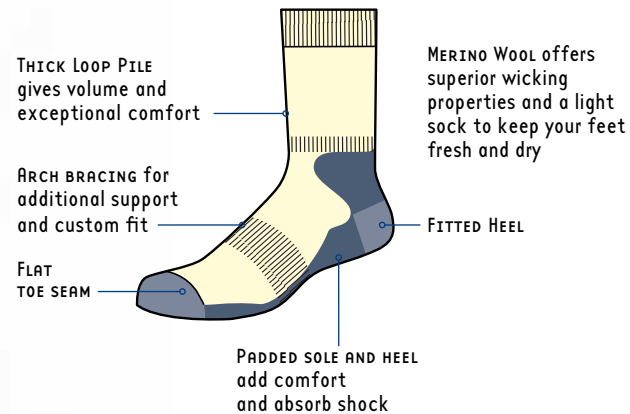 Thick Loop Pile
gives volume and
exceptional comfort
Merino Wool offers
superior wicking
properties and a light
sock to keep your feet
fresh and dry
Arch bracing for
additional support
and custom fit
Fitted Heel
Flat
toe seam
Padded sole and heel
add comfort
and absorb shock